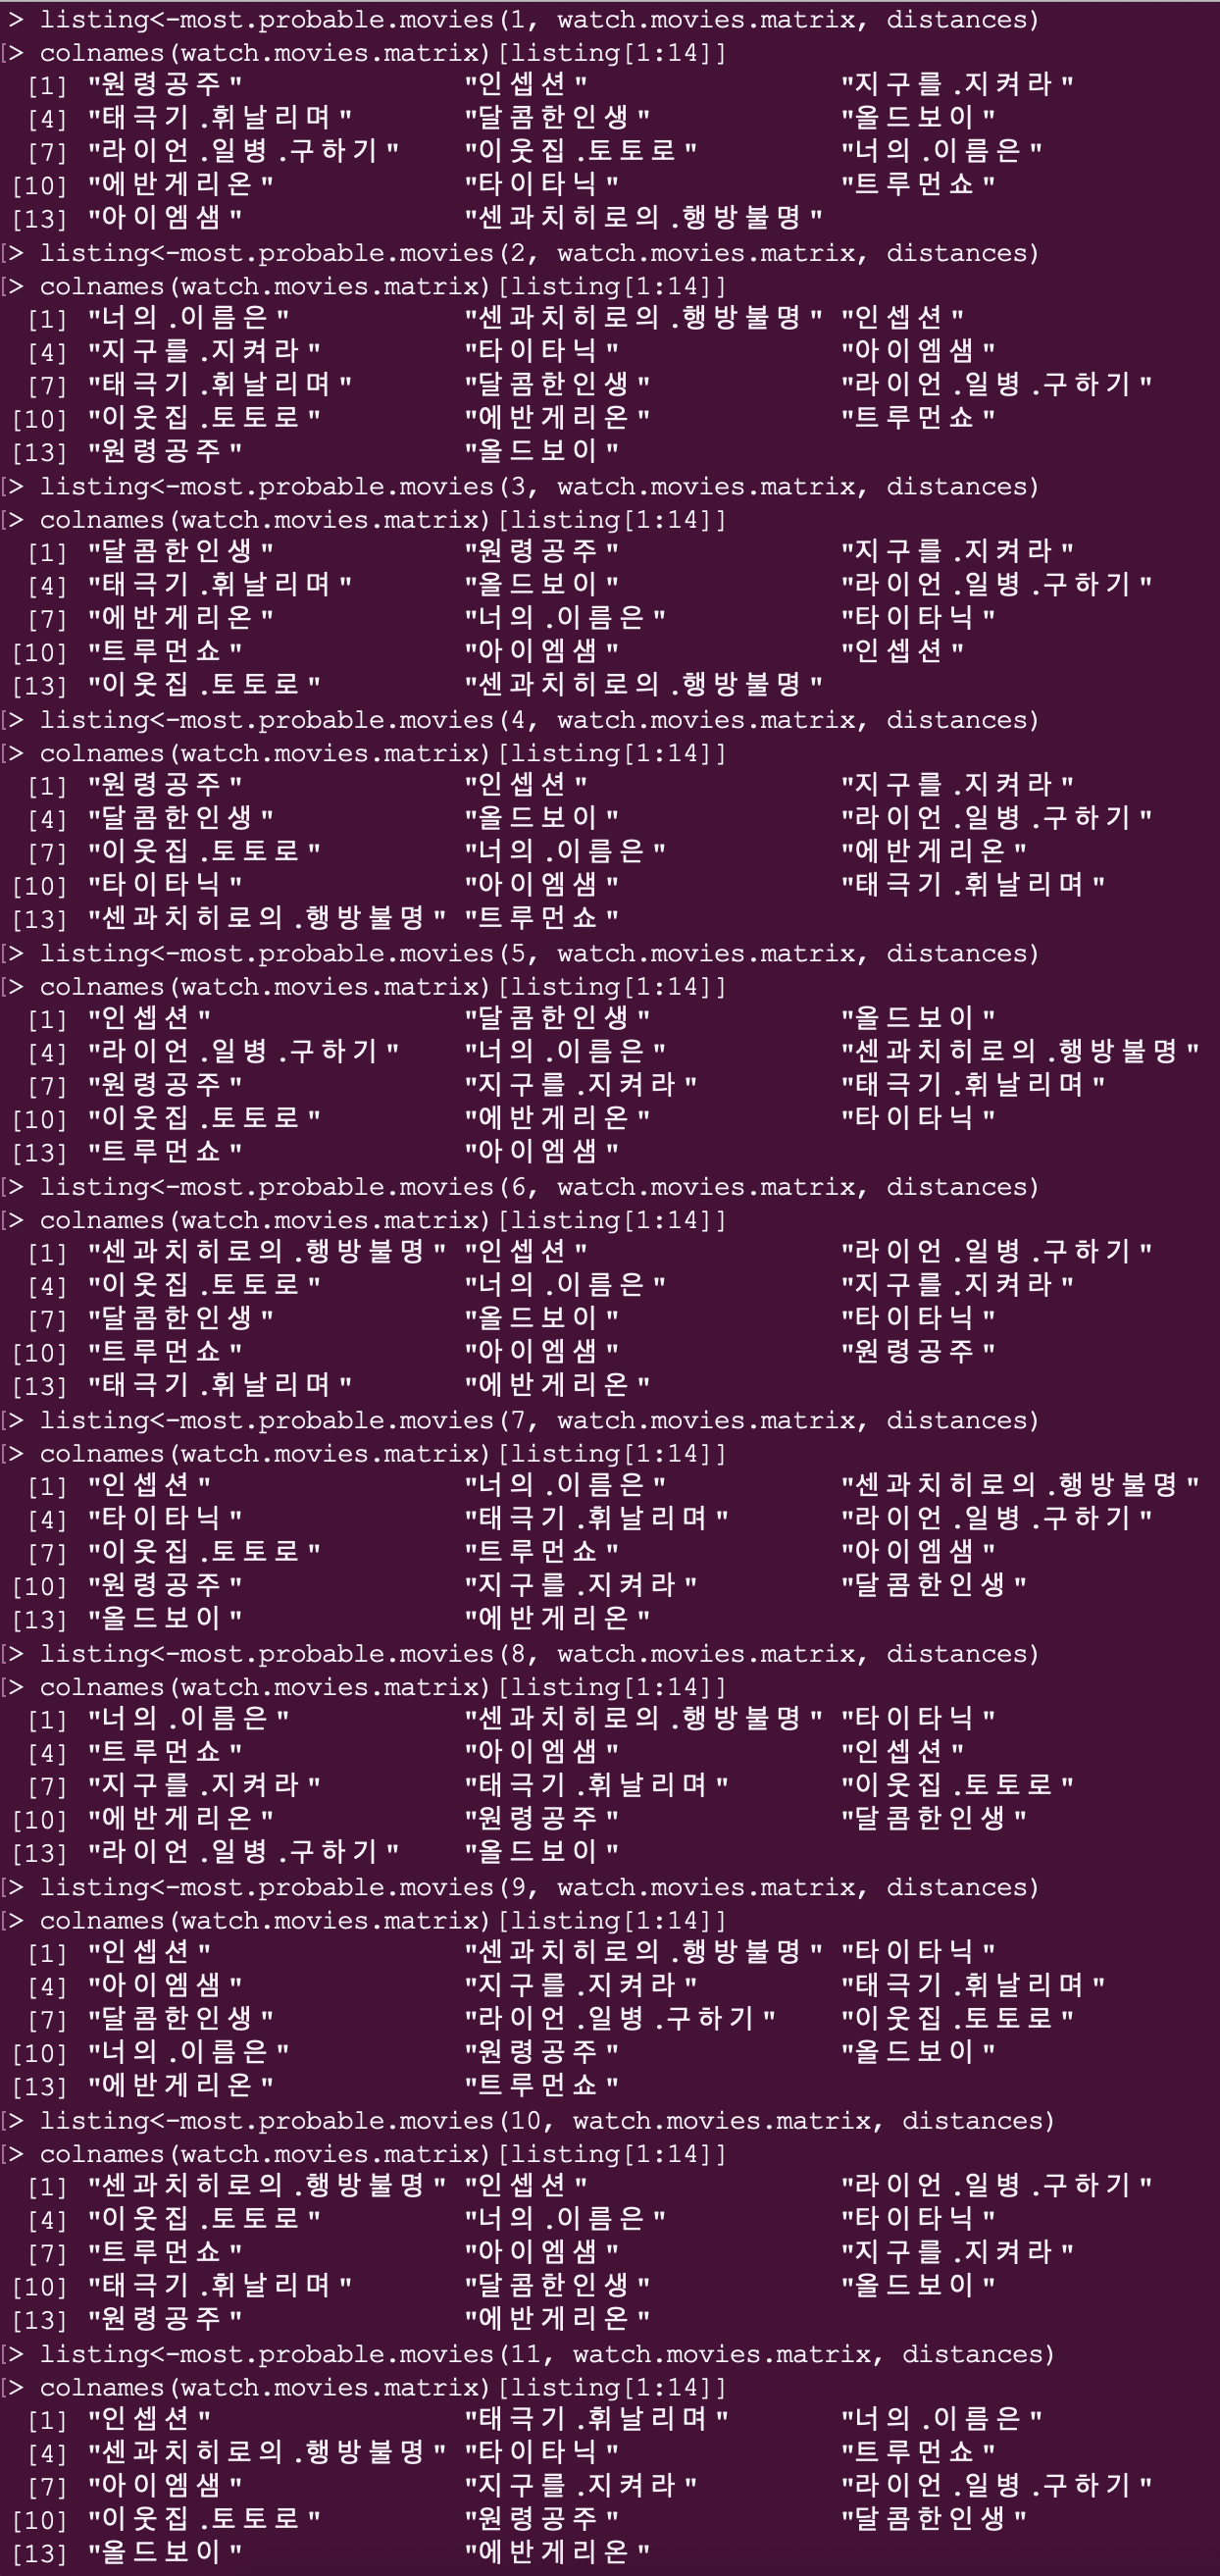 > listing<-most.probable.movies(1, watch.movies.matrix, distances)
[> colnames(watch.movies.matrix)[listing[1:14]]
[1] "원령공주" "인셉션" "지구를.지켜라"
[4] "태극기.휘날리며" "달콤한인생" "올드보이"
[7] "라이언.일병.구하기" "이웃집.토토로" "너의.이름은"
[10] "에반게리온" "타이타닉" "트루먼쇼"
[13] "아이엠샘" "센과치히로의.행방불명"
[> listing<-most.probable.movies(2, watch.movies.matrix, distances)
[> colnames(watch.movies.matrix)[listing[1:14]]
[1] "너의.이름은" "센과치히로의.행방불명" "인셉션"
[4] "지구를.지켜라" "타이타닉" "아이엠샘"
[7] "태극기.휘날리며" "달콤한인생" "라이언.일병.구하기"
[10] "이웃집.토토로" "에반게리온" "트루먼쇼"
[13] "원령공주" "올드보이"
[> listing<-most.probable.movies(3, watch.movies.matrix, distances)
[> colnames(watch.movies.matrix)[listing[1:14]]
[1] "달콤한인생" "원령공주" "지구를.지켜라"
[4] "태극기.휘날리며" "올드보이" "라이언.일병.구하기"
[7] "에반게리온" "너의.이름은" "타이타닉"
[10] "트루먼쇼" "아이엠샘" "인셉션"
[13] "이웃집.토토로" "센과치히로의.행방불명"
[> listing<-most.probable.movies(4, watch.movies.matrix, distances)
[> colnames(watch.movies.matrix)[listing[1:14]]
[1] "원령공주" "인셉션" "지구를.지켜라"
[4] "달콤한인생" "올드보이" "라이언.일병.구하기"
[7] "이웃집.토토로" "너의.이름은" "에반게리온"
[10] "타이타닉" "아이엠샘" "태극기.휘날리며"
[13] "센과치히로의.행방불명" "트루먼쇼"
[> listing<-most.probable.movies(5, watch.movies.matrix, distances)
[> colnames(watch.movies.matrix)[listing[1:14]]
[1] "인셉션" "달콤한인생" "올드보이"
[4] "라이언.일병.구하기" "너의.이름은" "센과치히로의.행방불명"
[7] "원령공주" "지구를.지켜라" "태극기.휘날리며"
[10] "이웃집.토토로" "에반게리온" "타이타닉"
[13] "트루먼쇼" "아이엠샘"
[> listing<-most.probable.movies(6, watch.movies.matrix, distances)
[> colnames(watch.movies.matrix)[listing[1:14]]
[1] "센과치히로의.행방불명" "인셉션" "라이언.일병.구하기"
[4] "이웃집.토토로" "너의.이름은" "지구를.지켜라"
[7] "달콤한인생" "올드보이" "타이타닉"
[10] "트루먼쇼" "아이엠샘" "원령공주"
[13] "태극기.휘날리며" "에반게리온"
[> listing<-most.probable.movies(7, watch.movies.matrix, distances)
[> colnames(watch.movies.matrix)[listing[1:14]]
[1] "인셉션" "너의.이름은" "센과치히로의.행방불명"
[4] "타이타닉" "태극기.휘날리며" "라이언.일병.구하기"
[7] "이웃집.토토로" "트루먼쇼" "아이엠샘"
[10] "원령공주" "지구를.지켜라" "달콤한인생"
[13] "올드보이" "에반게리온"
[> listing<-most.probable.movies(8, watch.movies.matrix, distances)
[> colnames(watch.movies.matrix)[listing[1:14]]
[1] "너의.이름은" "센과치히로의.행방불명" "타이타닉"
[4] "트루먼쇼" "아이엠샘" "인셉션"
[7] "지구를.지켜라" "태극기.휘날리며" "이웃집.토토로"
[10] "에반게리온" "원령공주" "달콤한인생"
[13] "라이언.일병.구하기" "올드보이"
[> listing<-most.probable.movies(9, watch.movies.matrix, distances)
[> colnames(watch.movies.matrix)[listing[1:14]]
[1] "인셉션" "센과치히로의.행방불명" "타이타닉"
[4] "아이엠샘" "지구를.지켜라" "태극기.휘날리며"
[7] "달콤한인생" "라이언.일병.구하기" "이웃집.토토로"
[10] "너의.이름은" "원령공주" "올드보이"
[13] "에반게리온" "트루먼쇼"
[> listing<-most.probable.movies(10, watch.movies.matrix, distances)
[> colnames(watch.movies.matrix)[listing[1:14]]
[1] "센과치히로의.행방불명" "인셉션" "라이언.일병.구하기"
[4] "이웃집.토토로" "너의.이름은" "타이타닉"
[7] "트루먼쇼" "아이엠샘" "지구를.지켜라"
[10] "태극기.휘날리며" "달콤한인생" "올드보이"
[13] "원령공주" "에반게리온"
[> listing<-most.probable.movies(11, watch.movies.matrix, distances)
[> colnames(watch.movies.matrix)[listing[1:14]]
[1] "인셉션" "태극기.휘날리며" "너의.이름은"
[4] "센과치히로의.행방불명" "타이타닉" "트루먼쇼"
[7] "아이엠샘" "지구를.지켜라" "라이언.일병.구하기"
[10] "이웃집.토토로" "원령공주" "달콤한인생"
[13] "올드보이" "에반게리온"